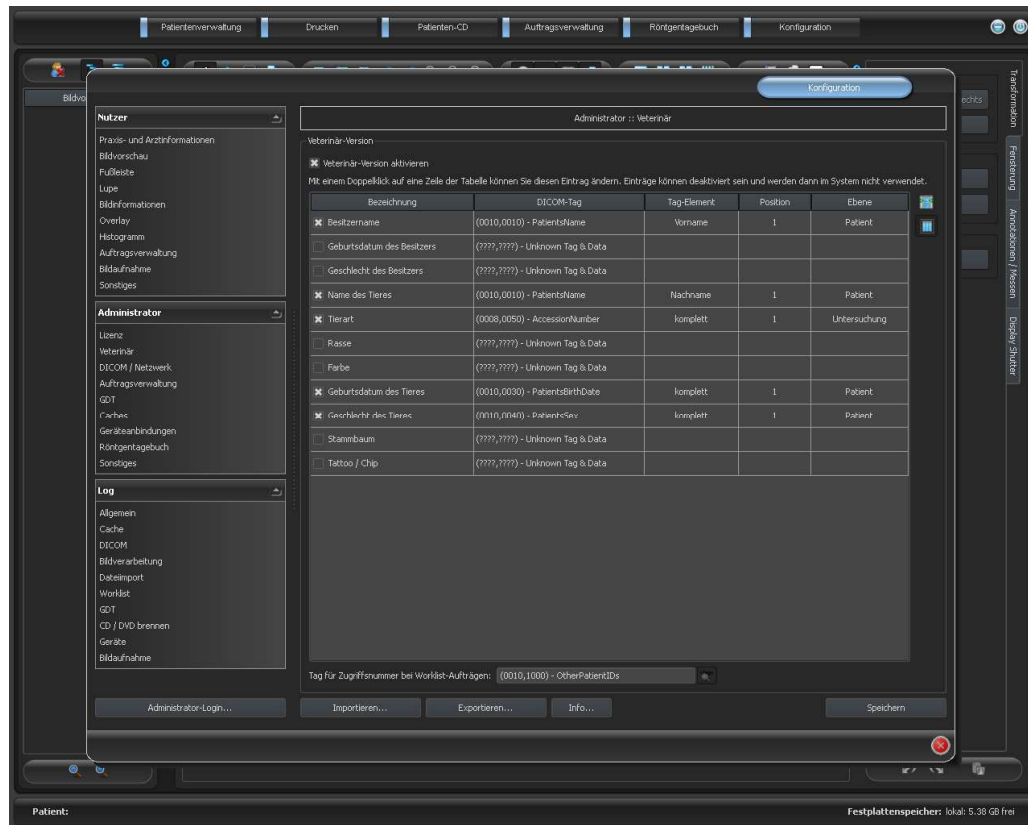 Patientenverwaltung
Drucken
Patienten-CD
Auftragsverwaltung
Röntgentagebuch
Konfiguration
Konfiguration
Nutzer
Praxis- und Arztinformationen
Bildvorschau
Fußleiste
Lupe
Bildinformationen
Overlay
Histogramm
Auftragsverwaltung
Bildaufnahme
Sonstiges
Administrator
Lizenz
Veterinär
DICOM / Netzwerk
Auftragsverwaltung
GDT
Caches
Geräteanbindungen
Röntgentagebuch
Sonstiges
Log
Allgemein
Cache
DICOM
Bildverarbeitung
Dateiimport
Worklist
GDT
CD / DVD brennen
Geräte
Bildaufnahme
Administrator-Login...
Administrator :: Veterinär
Veterinär-Version
Veterinär-Version aktivieren
Mit einem Doppelklick auf eine Zeile der Tabelle können Sie diesen Eintrag ändern. Einträge können deaktiviert sein und werden dann im System nicht verwendet.
Bezeichnung DICOM-Tag Tag-Element Position Ebene
Besitzername (0010,0010) - PatientsName Vorname 1 Patient
Geburtsdatum des Besitzers (????,????) - Unknown Tag & Data
Geschlecht des Besitzers (????,????) - Unknown Tag & Data
Name des Tieres (0010,0010) - PatientsName Nachname 1 Patient
Tierart (0008,0050) - AccessionNumber komplett 1 Untersuchung
Rasse (????,????) - Unknown Tag & Data
Farbe (????,????) - Unknown Tag & Data
Geburtsdatum des Tieres (0010,0030) - PatientsBirthDate komplett 1 Patient
Geschlecht des Tieres (0010,0040) - PatientsSex komplett 1 Patient
Stammbaum (????,????) - Unknown Tag & Data
Tattoo / Chip (????,????) - Unknown Tag & Data
Tag für Zugriffsnummer bei Worklist-Aufträgen: (0010,1000) - OtherPatientIDs
Importieren...
Exportieren...
Info...
Speichern
Transformation
Fensterung
Annotationen / Messen
Display Shutter
Patient:
Festplattenspeicher: lokal: 5.38 GB frei